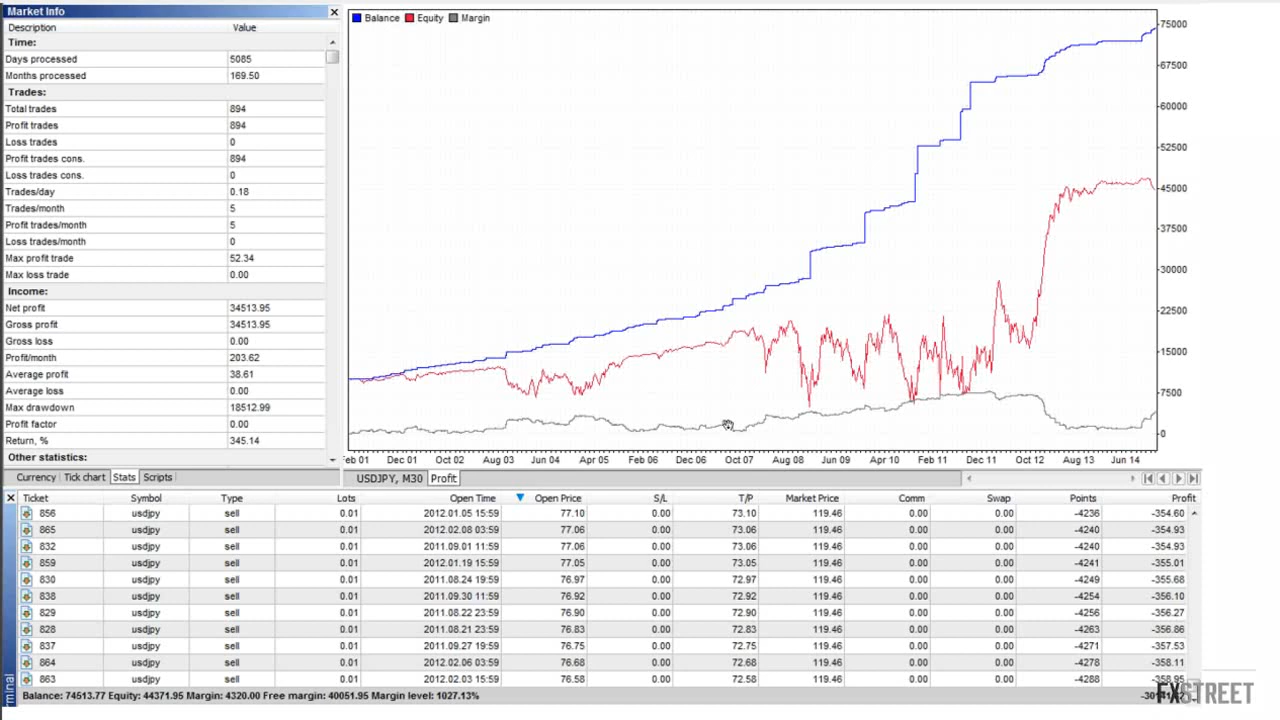 Market Info
Description Value
Time:
Days processed 5085
Months processed 169.50
Trades:
Total trades 894
Profit trades 894
Loss trades 0
Profit trades cons. 894
Loss trades cons. 0
Trades/day 0.18
Trades/month 5
Profit trades/month 5
Loss trades/month 0
Max profit trade 52.34
Max loss trade 0.00
Income:
Net profit 34513.95
Gross profit 34513.95
Gross loss 0.00
Profit/month 203.62
Average profit 38.61
Average loss 0.00
Max drawdown 18512.99
Profit factor 0.00
Return, % 345.14
Other statistics:
Currency Tick chart Stats Scripts
Balance Equity Margin
75000
67500
60000
52500
45000
37500
30000
22500
15000
7500
0
Feb 01 Dec 01 Oct 02 Aug 03 Jun 04 Apr 05 Feb 06 Dec 06 Oct 07 Aug 08 Jun 09 Apr 10 Feb 11 Dec 11 Oct 12 Aug 13 Jun 14
USDJPY, M30 Profit
Ticket Symbol Type Lots Open Time Open Price S/L T/P Market Price Comm Swap Points Profit
856 usdjpy sell 0.01 2012.01.05 15:59 77.10 0.00 73.10 119.46 0.00 0.00 -4236 -354.60
865 usdjpy sell 0.01 2012.02.08 03:59 77.06 0.00 73.06 119.46 0.00 0.00 -4240 -354.93
832 usdjpy sell 0.01 2011.09.01 11:59 77.06 0.00 73.06 119.46 0.00 0.00 -4240 -354.93
859 usdjpy sell 0.01 2012.01.19 15:59 77.05 0.00 73.05 119.46 0.00 0.00 -4241 -355.01
830 usdjpy sell 0.01 2011.08.24 19:59 76.97 0.00 72.97 119.46 0.00 0.00 -4249 -355.68
838 usdjpy sell 0.01 2011.09.30 11:59 76.92 0.00 72.92 119.46 0.00 0.00 -4254 -356.10
829 usdjpy sell 0.01 2011.08.22 23:59 76.90 0.00 72.90 119.46 0.00 0.00 -4256 -356.27
828 usdjpy sell 0.01 2011.08.21 23:59 76.83 0.00 72.83 119.46 0.00 0.00 -4263 -356.86
837 usdjpy sell 0.01 2011.09.27 19:59 76.75 0.00 72.75 119.46 0.00 0.00 -4271 -357.53
864 usdjpy sell 0.01 2012.02.06 03:59 76.68 0.00 72.68 119.46 0.00 0.00 -4278 -358.11
863 usdjpy sell 0.01 2012.02.03 15:59 76.58 0.00 72.58 119.46 0.00 0.00 -4288 -358.95
Balance: 74513.77 Equity: 44371.95 Margin: 4320.00 Free margin: 40051.95 Margin level: 1027.13%
FXSTREET